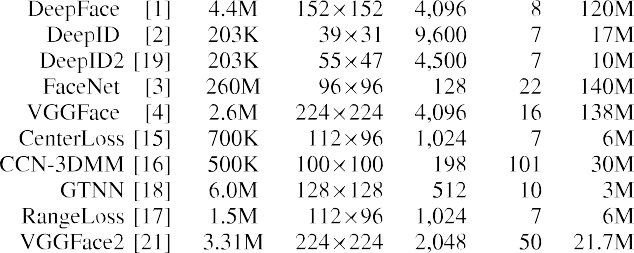 DeepFace [1] 4.4M 152×152 4,096 8 120M
DeepID [2] 203K 39×31 9,600 7 17M
DeepID2 [19] 203K 55×47 4,500 7 10M
FaceNet [3] 260M 96×96 128 22 140M
VGGFace [4] 2.6M 224×224 4,096 16 138M
CenterLoss [15] 700K 112×96 1,024 7 6M
CCN-3DMM [16] 500K 100×100 198 101 30M
GTNN [18] 6.0M 128×128 512 10 3M
RangeLoss [17] 1.5M 112×96 1,024 7 6M
VGGFace2 [21] 3.31M 224×224 2,048 50 21.7M